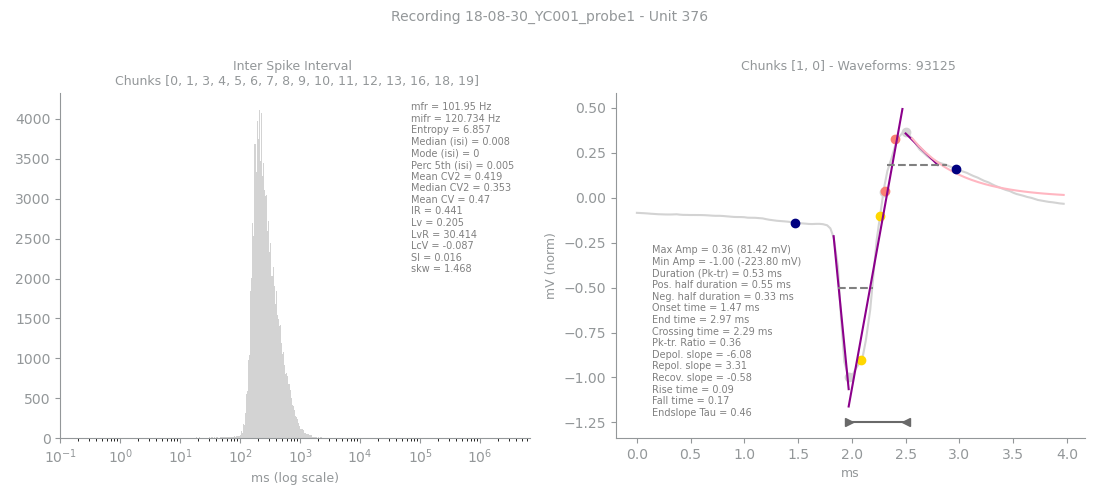 Recording 18-08-30_YC001_probe1 - Unit 376
Inter Spike Interval
Chunks [0, 1, 3, 4, 5, 6, 7, 8, 9, 10, 11, 12, 13, 16, 18, 19]
4000
3500
3000
2500
2000
1500
1000
500
0
mfr = 101.95 Hz
mifr = 120.734 Hz
Entropy = 6.857
Median (isi) = 0.008
Mode (isi) = 0
Perc 5th (isi) = 0.005
Mean CV2 = 0.419
Median CV2 = 0.353
Mean CV = 0.47
IR = 0.441
Lv = 0.205
LvR = 30.414
LcV = -0.087
SI = 0.016
skw = 1.468
10⁻¹ 10⁰ 10¹ 10² 10³ 10⁴ 10⁵ 10⁶
ms (log scale)
Chunks [1, 0] - Waveforms: 93125
mV (norm)
0.50
0.25
0.00
−0.25
−0.50
−0.75
−1.00
−1.25
Max Amp = 0.36 (81.42 mV)
Min Amp = -1.00 (-223.80 mV)
Duration (Pk-tr) = 0.53 ms
Pos. half duration = 0.55 ms
Neg. half duration = 0.33 ms
Onset time = 1.47 ms
End time = 2.97 ms
Crossing time = 2.29 ms
Pk-tr. Ratio = 0.36
Depol. slope = -6.08
Repol. slope = 3.31
Recov. slope = -0.58
Rise time = 0.09
Fall time = 0.17
Endslope Tau = 0.46
0.0 0.5 1.0 1.5 2.0 2.5 3.0 3.5 4.0
ms